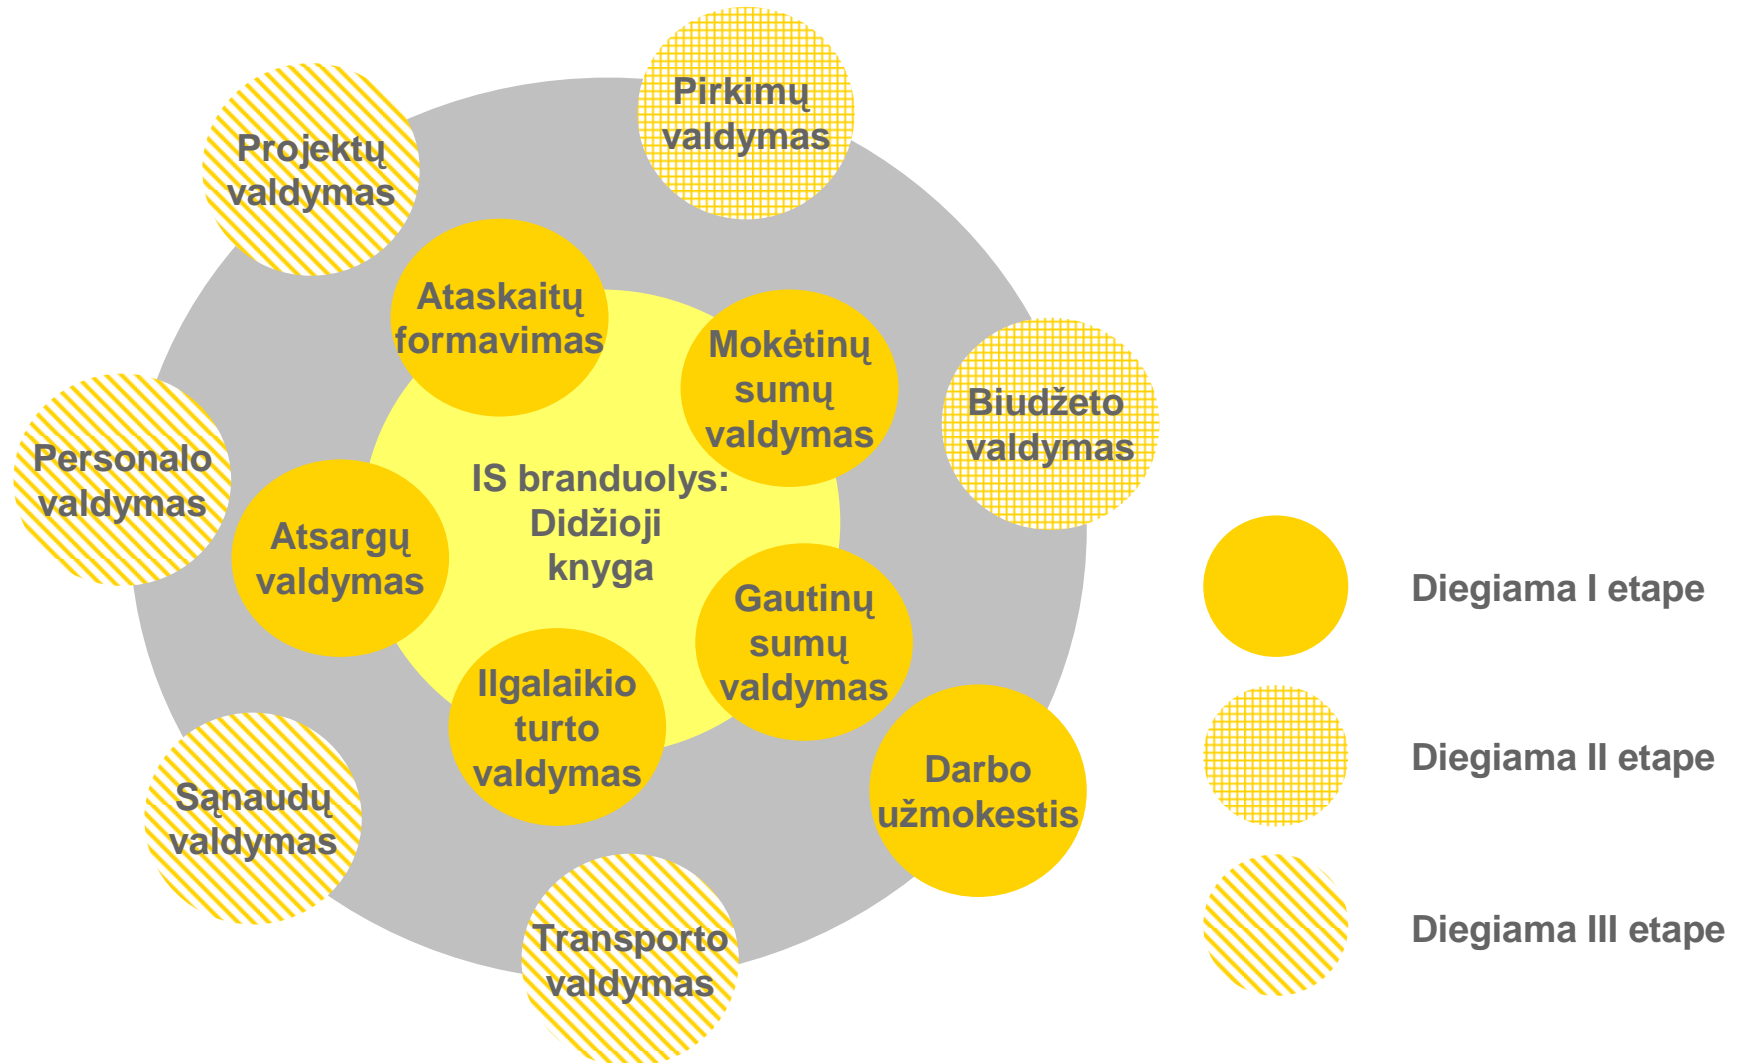 Pirkimų
valdymas
Projektų
valdymas
Ataskaitų
formavimas
Mokėtinų
sumų
valdymas
Biudžeto
valdymas
Personalo
valdymas
IS branduolys:
Didžioji
knyga
Atsargų
valdymas
Gautinų
sumų
valdymas
Ilgalaikio
turto
valdymas
Darbo
užmokestis
Sąnaudų
valdymas
Transporto
valdymas
Diegiama I etape
Diegiama II etape
Diegiama III etape